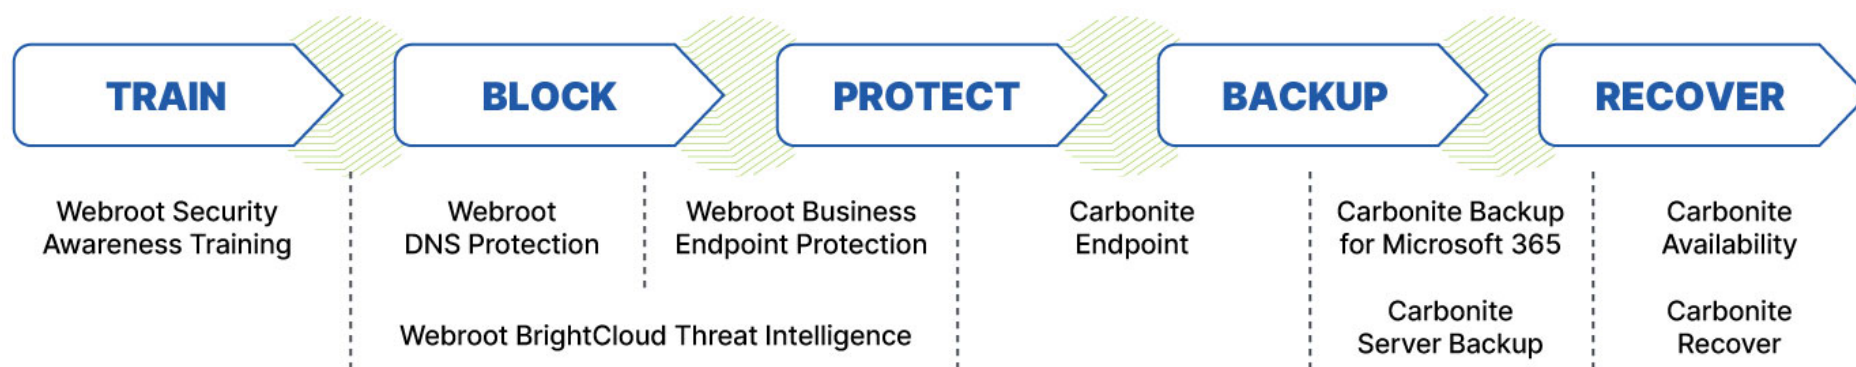 TRAIN
BLOCK
PROTECT
BACKUP
RECOVER
Webroot Security
Awareness Training
Webroot
DNS Protection
Webroot Business
Endpoint Protection
Webroot BrightCloud Threat Intelligence
Carbonite
Endpoint
Carbonite Backup
for Microsoft 365
Carbonite
Server Backup
Carbonite
Availability
Carbonite
Recover